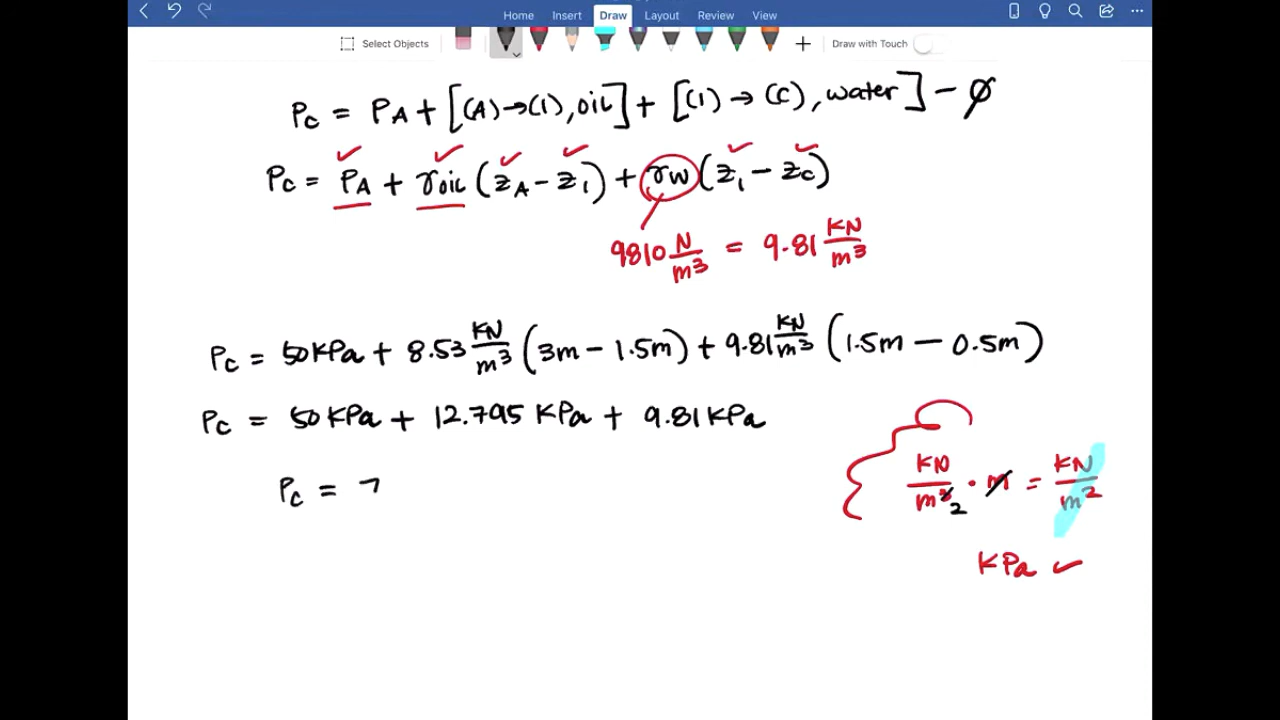 Home Insert Draw Layout Review View
Select Objects Draw with Touch
Pc = PA + [(A)→(1), oil] + [(1) → (C), water] - ∅
Pc = PA + γoil (zA - z1) + γw (z1 - zc)
9810 N/m³ = 9.81 KN/m³
Pc = 50KPa + 8.53 KN/m³ (3m - 1.5m) + 9.81 KN/m³ (1.5m - 0.5m)
Pc = 50 KPa + 12.795 KPa + 9.81 KPa
KN/m³ 2 · m = KN/m²
Pc = 7
KPa ✓